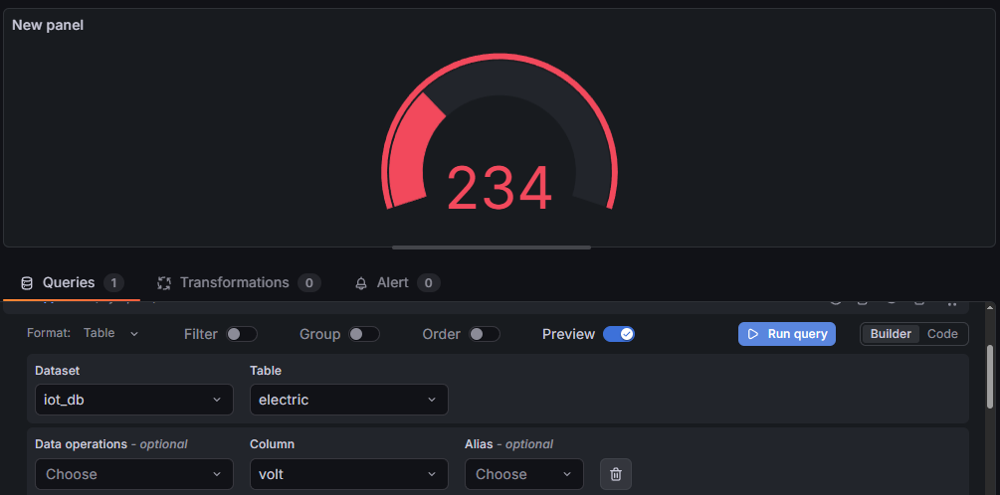 New panel
234
Queries 1 Transformations 0 Alert 0
Format: Table Filter Group Order Preview Run query Builder Code
Dataset Table
iot_db electric
Data operations - optional Column Alias - optional
Choose volt Choose